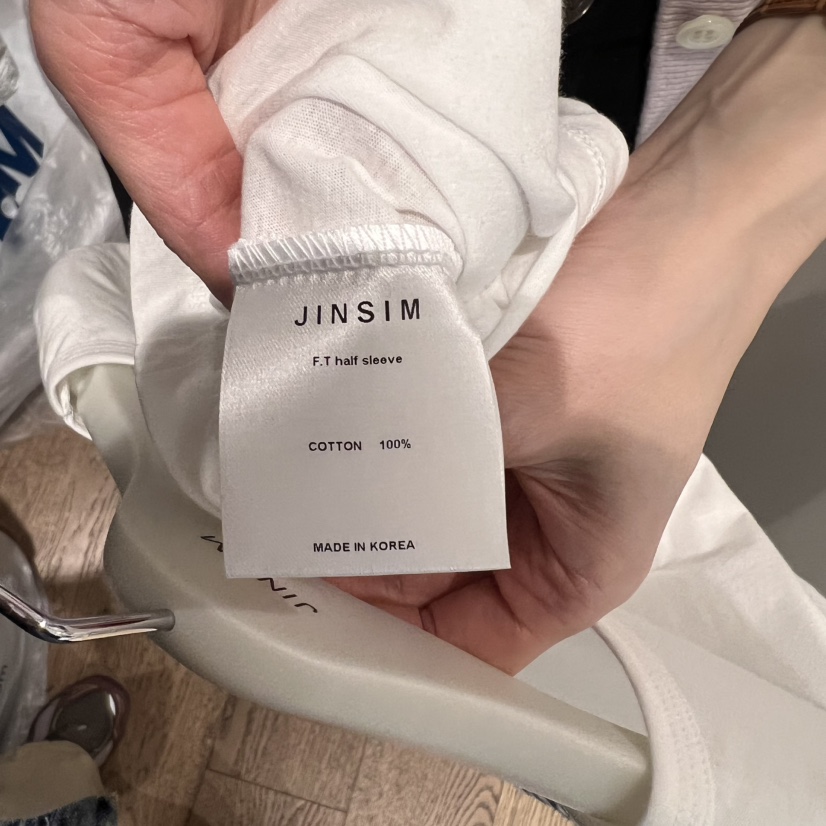 JINSIM
F.T half sleeve
COTTON 100%
MADE IN KOREA